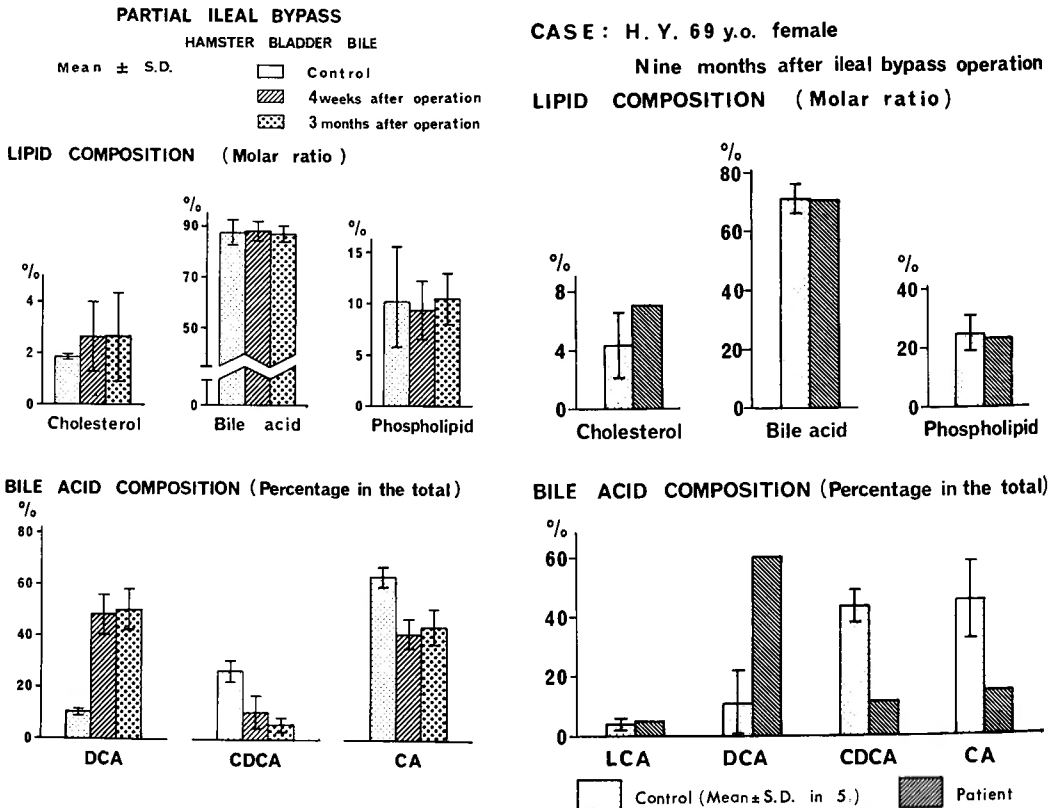 PARTIAL ILEAL BYPASS
HAMSTER BLADDER BILE
Mean ± S.D.
Control
4 weeks after operation
3 months after operation
LIPID COMPOSITION (Molar ratio)
%
4
2
0
Cholesterol
%
90
70
50
0
Bile acid
%
15
10
5
0
Phospholipid
BILE ACID COMPOSITION (Percentage in the total)
%
80
60
40
20
0
DCA
CDCA
CA
CASE: H. Y. 69 y.o. female
Nine months after ileal bypass operation
LIPID COMPOSITION (Molar ratio)
%
8
4
0
Cholesterol
%
80
60
40
20
0
Bile acid
%
40
20
0
Phospholipid
BILE ACID COMPOSITION (Percentage in the total)
%
60
40
20
0
LCA
DCA
CDCA
CA
Control (Mean ± S.D. in 5.)
Patient